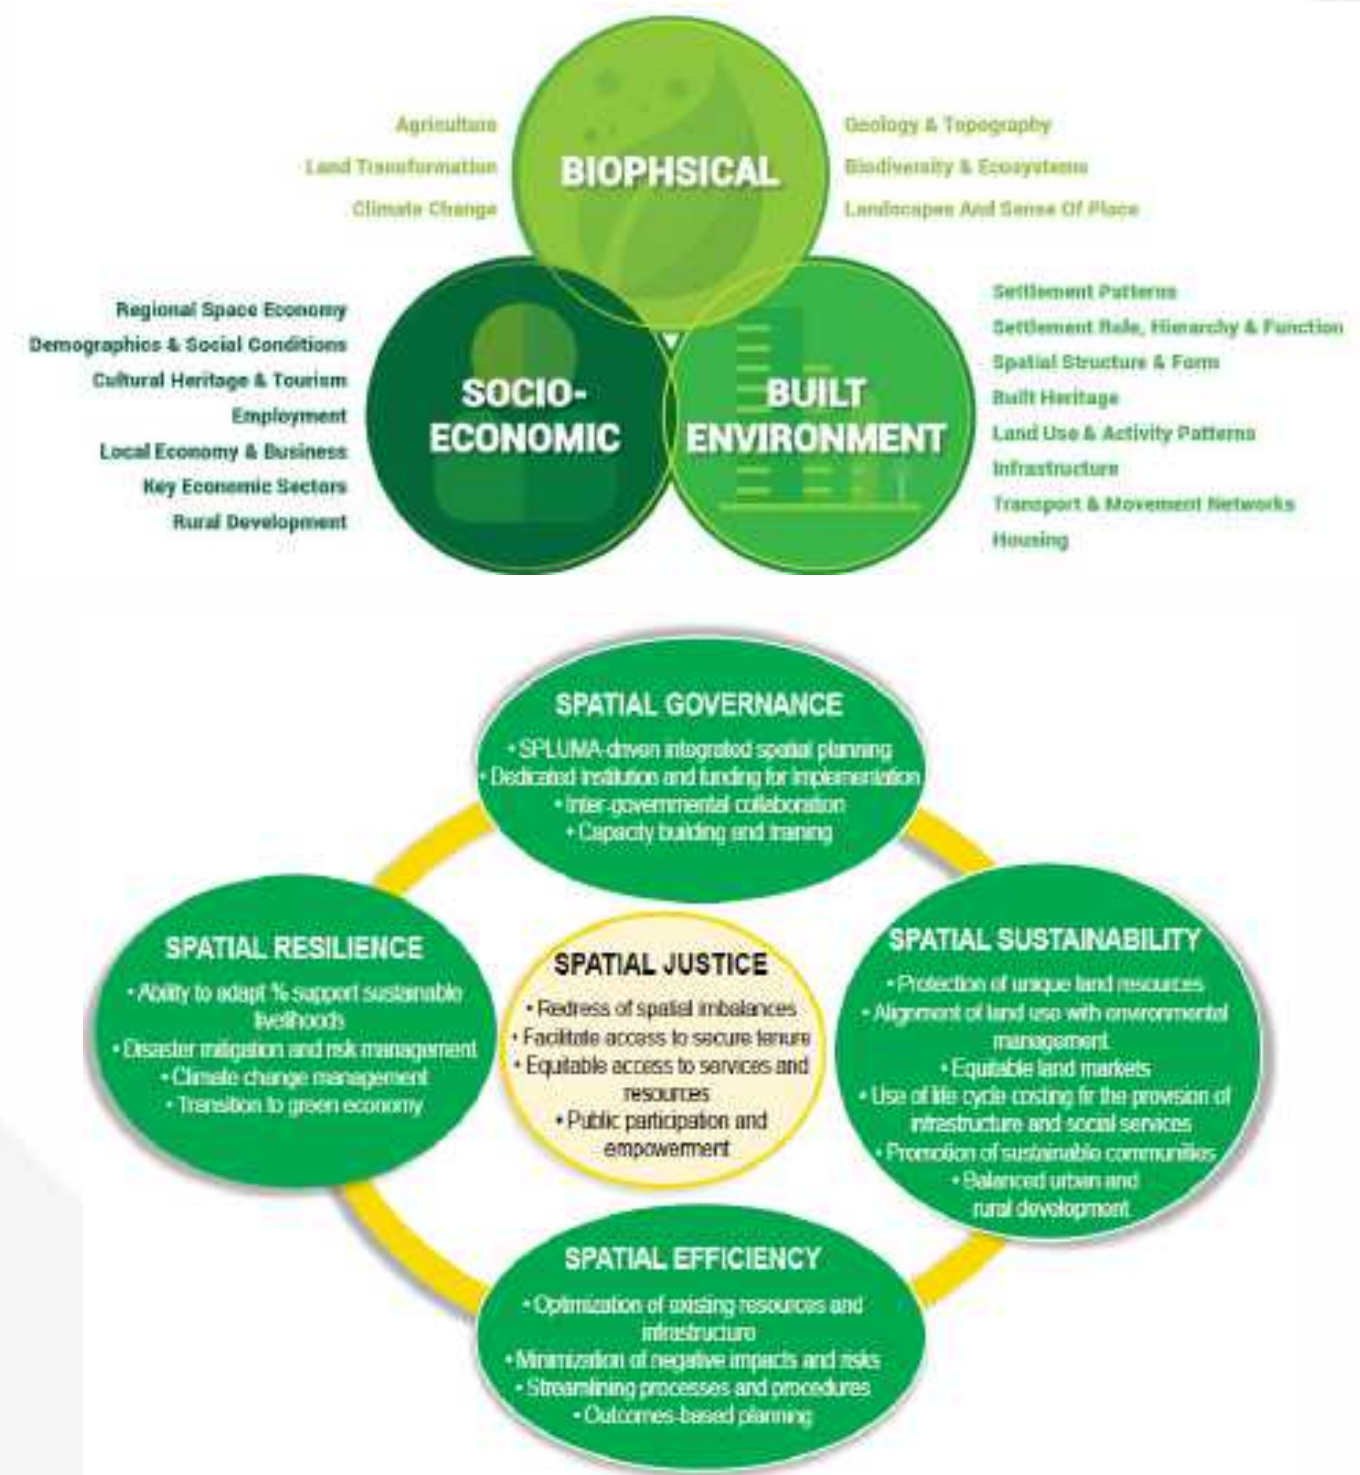 BIOPHSICAL
Agriculture
Land Transformation
Climate Change
Geology & Topography
Biodiversity & Ecosystems
Landscapes And Sense Of Place
SOCIO-
ECONOMIC
Regional Space Economy
Demographics & Social Conditions
Cultural Heritage & Tourism
Employment
Local Economy & Business
Key Economic Sectors
Rural Development
BUILT
ENVIRONMENT
Settlement Patterns
Settlement Role, Hierarchy & Function
Spatial Structure & Form
Built Heritage
Land Use & Activity Patterns
Infrastructure
Transport & Movement Networks
Housing
SPATIAL GOVERNANCE
• SPLUMA-driven integrated spatial planning
• Dedicated institution and funding for implementation
• Inter-governmental collaboration
• Capacity building and training
SPATIAL RESILIENCE
• Ability to adapt % support sustainable
livelihoods
• Disaster mitigation and risk management
• Climate change management
• Transition to green economy
SPATIAL JUSTICE
• Redress of spatial imbalances
• Facilitate access to secure tenure
• Equitable access to services and
resources
• Public participation and
empowerment
SPATIAL SUSTAINABILITY
• Protection of unique land resources
• Alignment of land use with environmental
management
• Equitable land markets
• Use of life cycle costing fir the provision of
infrastructure and social services
• Promotion of sustainable communities
• Balanced urban and
rural development
SPATIAL EFFICIENCY
• Optimization of existing resources and
infrastructure
• Minimization of negative impacts and risks
• Streamlining processes and procedures
• Outcomes-based planning